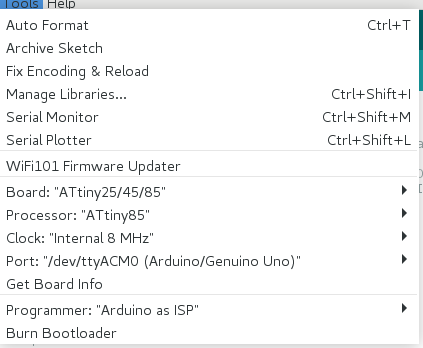 Tools Help
Auto Format Ctrl+T
Archive Sketch
Fix Encoding & Reload
Manage Libraries... Ctrl+Shift+I
Serial Monitor Ctrl+Shift+M
Serial Plotter Ctrl+Shift+L
WiFi101 Firmware Updater
Board: "ATtiny25/45/85"
Processor: "ATtiny85"
Clock: "Internal 8 MHz"
Port: "/dev/ttyACM0 (Arduino/Genuino Uno)"
Get Board Info
Programmer: "Arduino as ISP"
Burn Bootloader